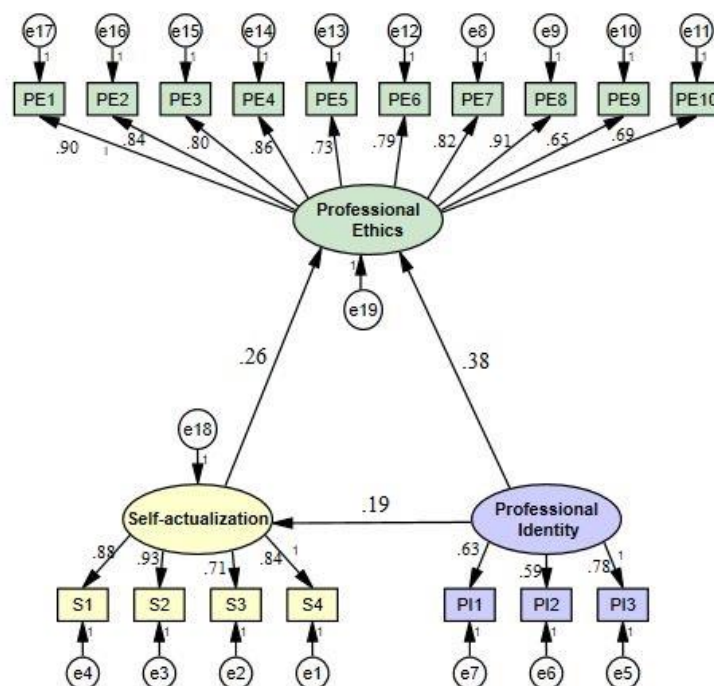 e17 e16 e15 e14 e13 e12 e8 e9 e10 e11
1 1 1 1 1 1 1 1 1 1
PE1 PE2 PE3 PE4 PE5 PE6 PE7 PE8 PE9 PE10
.90 1 .84 .80 .86 .73 .79 .82 .91 .65 .69
Professional
Ethics
1
e19
.26 .38
e18
1
.19
Self-actualization
Professional
Identity
.88 .93 .71 .84 1 .63 .59 .78 1
S1 S2 S3 S4 PI1 PI2 PI3
1 1 1 1 1 1 1
e4 e3 e2 e1 e7 e6 e5